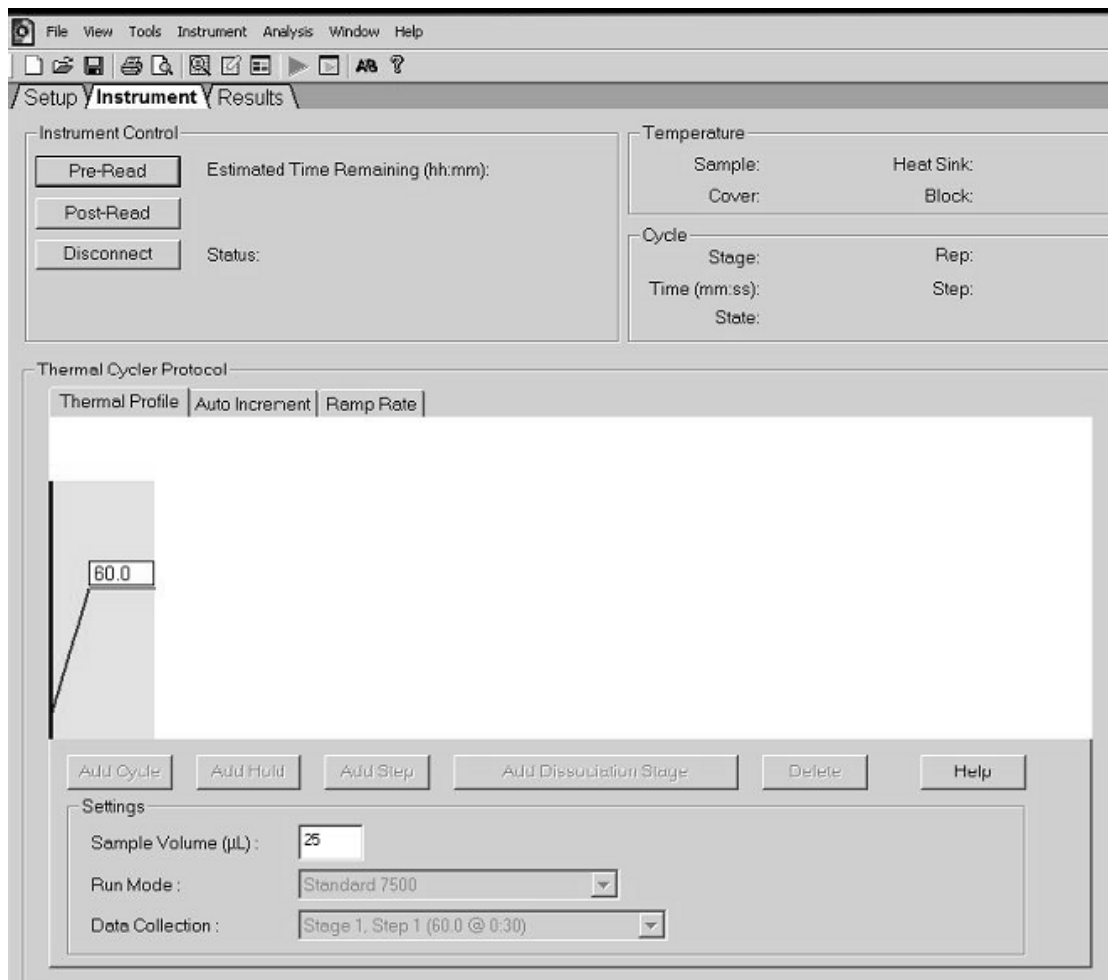 File View Tools Instrument Analysis Window Help
AB ?
Setup Instrument Results
Instrument Control
Pre-Read Estimated Time Remaining (hh:mm):
Post-Read
Disconnect Status:
Temperature
Sample: Heat Sink:
Cover: Block:
Cycle
Stage: Rep:
Time (mm:ss): Step:
State:
Thermal Cycler Protocol
Thermal Profile Auto Increment Ramp Rate
60.0
Add Cycle Add Hold Add Step Add Dissociation Stage Delete Help
Settings
Sample Volume (µL) : 25
Run Mode : Standard 7500
Data Collection : Stage 1, Step 1 (60.0 @ 0:30)